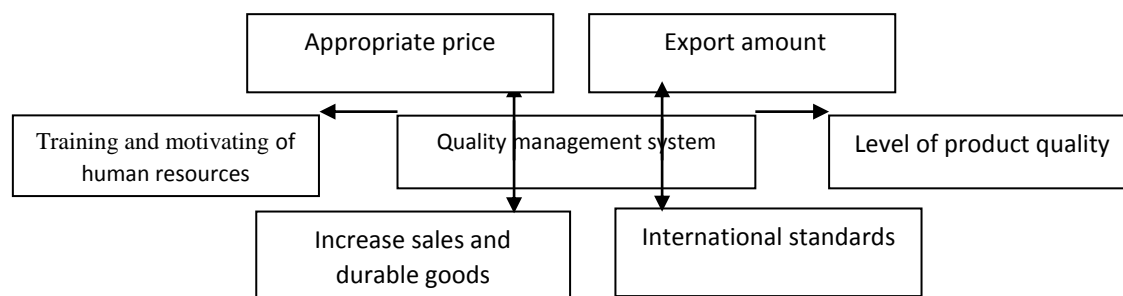 Appropriate price
Export amount
Training and motivating of
human resources
Quality management system
Level of product quality
Increase sales and
durable goods
International standards